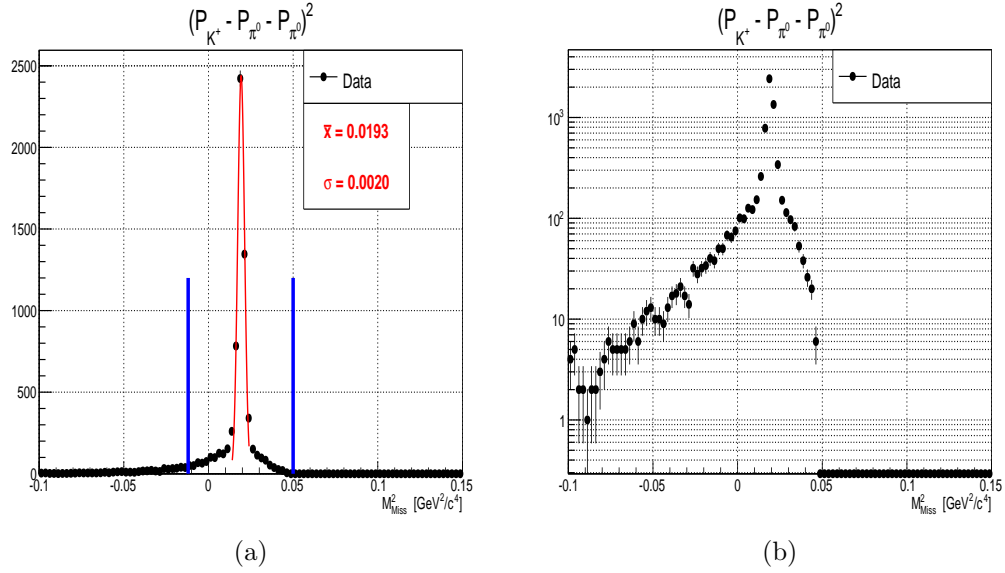 (P_K⁺ - P_π⁰ - P_π⁰)²
2500
2000
1500
1000
500
0
-0.1 -0.05 0 0.05 0.1 0.15
M²_Miss [GeV²/c⁴]
Data
x̄ = 0.0193
σ = 0.0020
(a)
(P_K⁺ - P_π⁰ - P_π⁰)²
10³
10²
10
1
-0.1 -0.05 0 0.05 0.1 0.15
M²_Miss [GeV²/c⁴]
Data
(b)